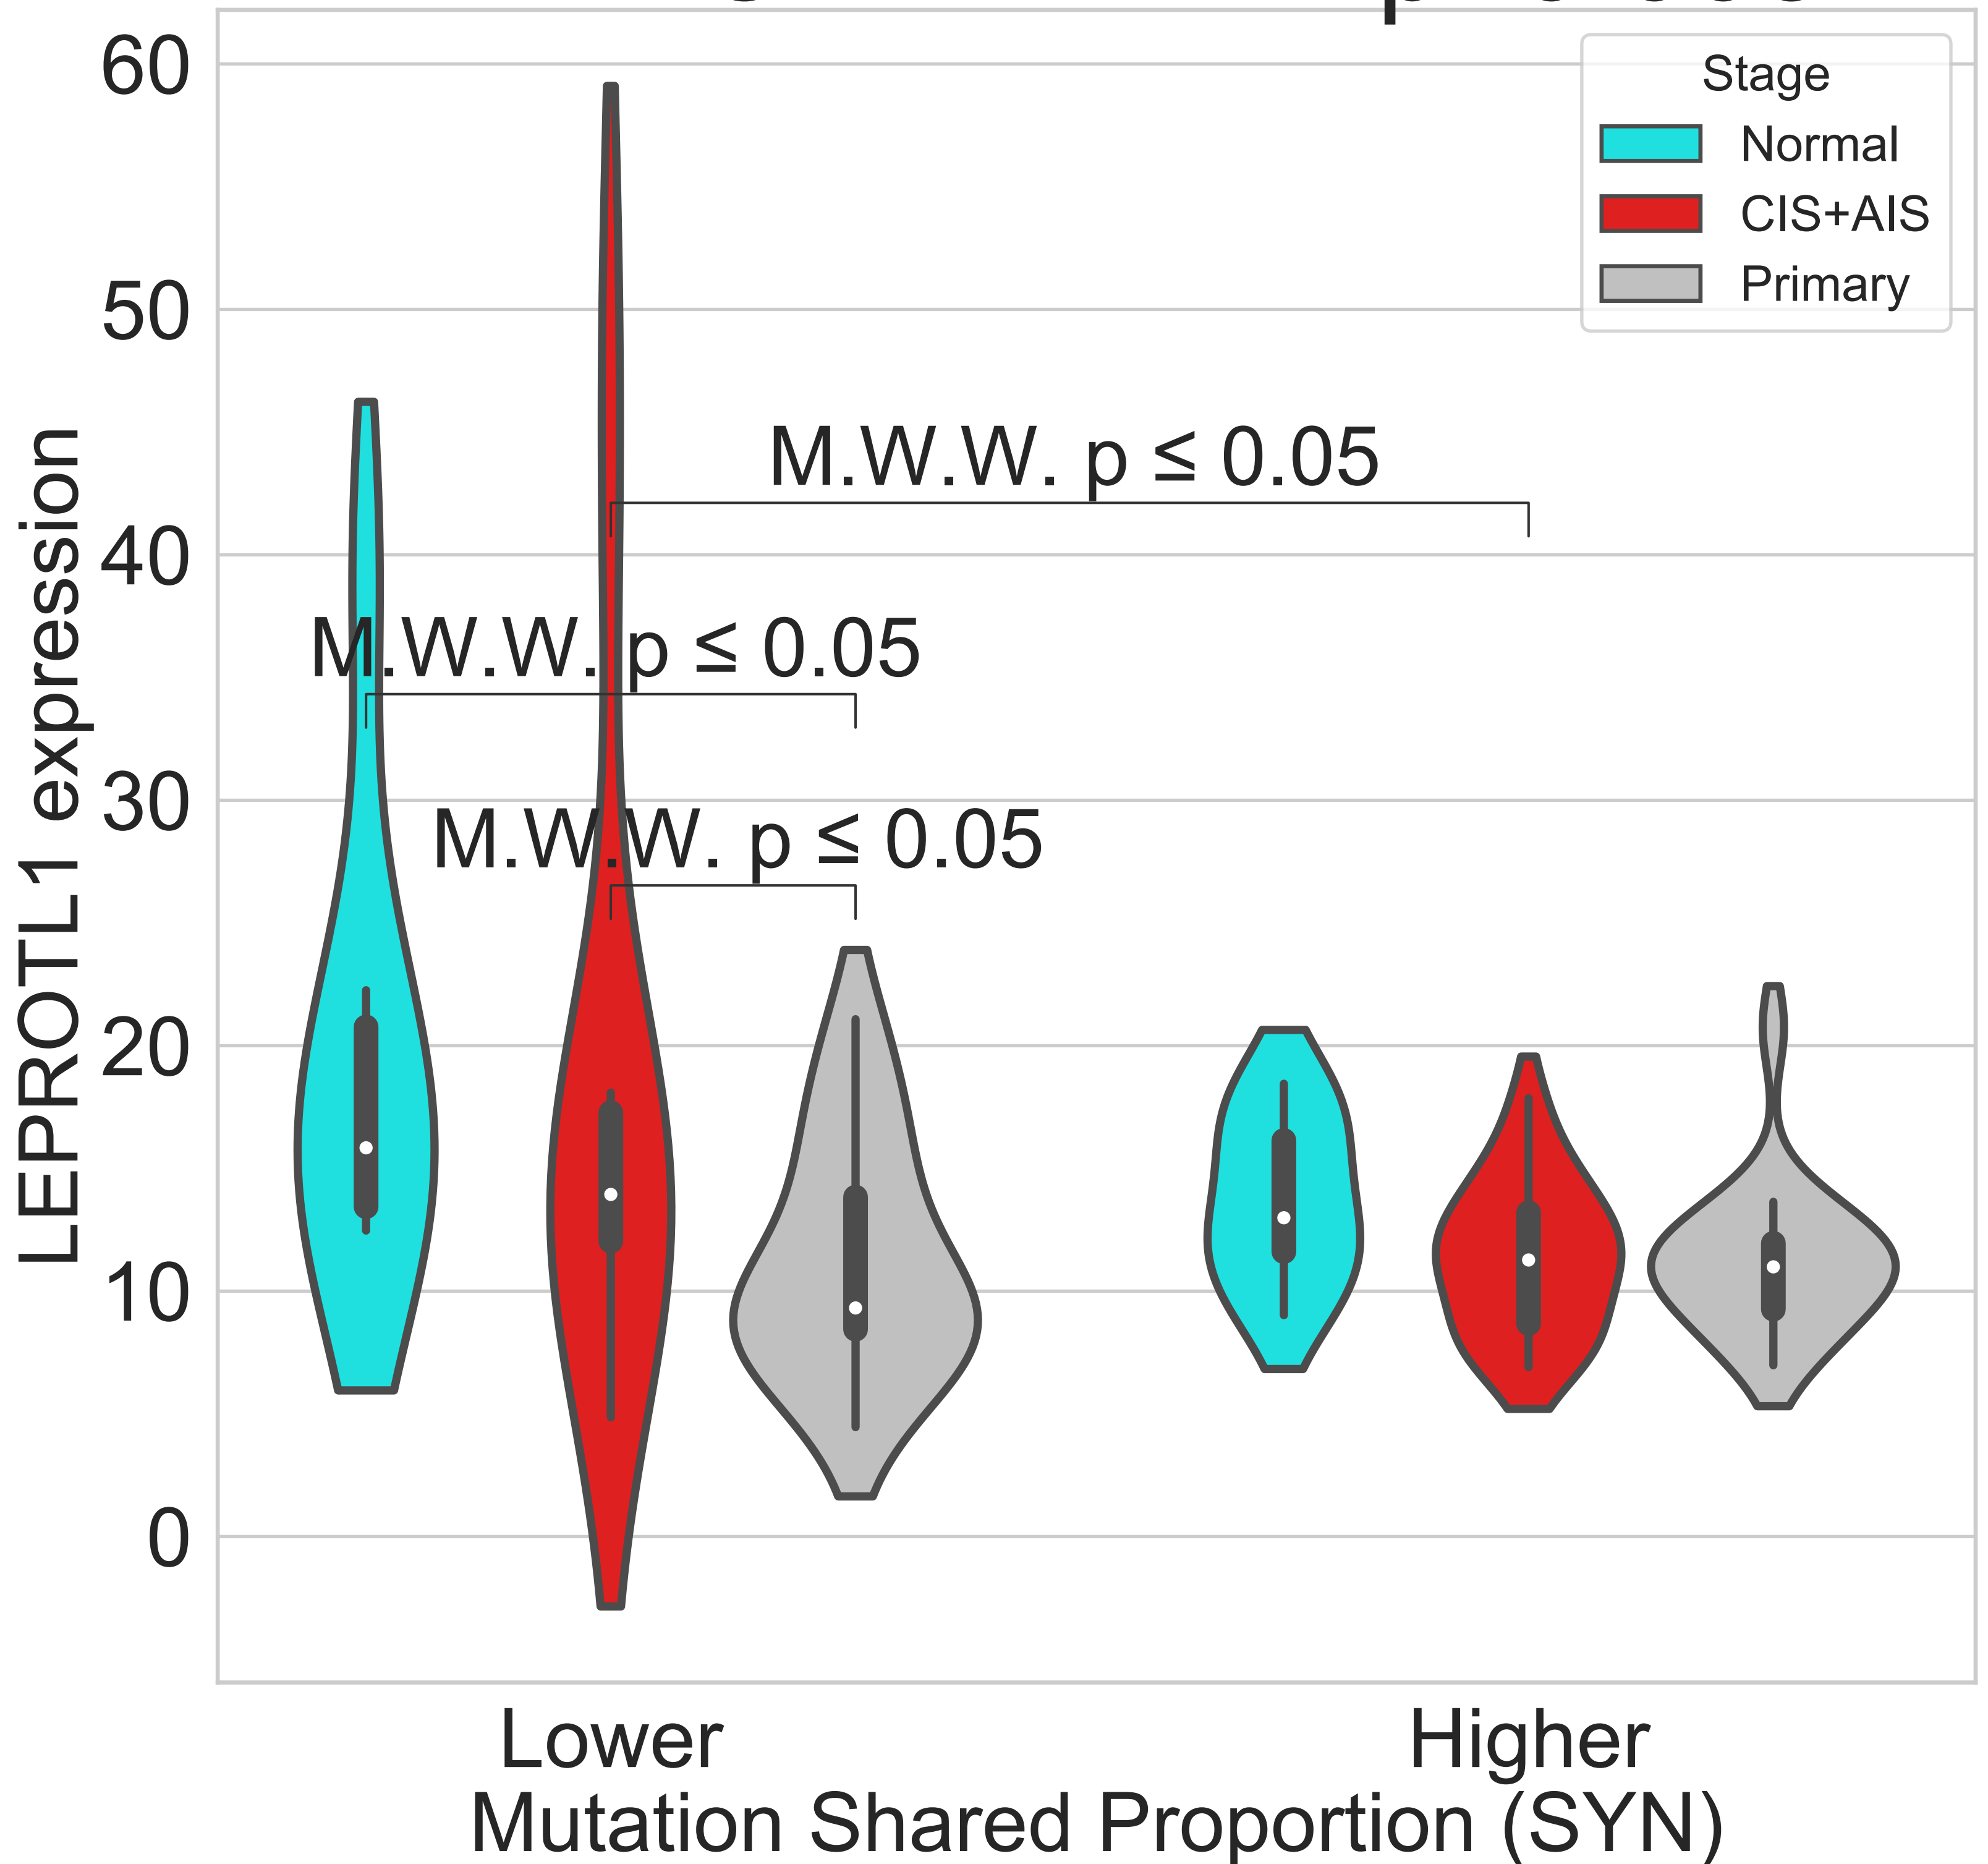 60
50
40
30
20
10
0
LEPROTL1 expression
Stage
Normal
CIS+AIS
Primary
M.W.W. p ≤ 0.05
M.W.W. p ≤ 0.05
M.W.W. p ≤ 0.05
Lower
Higher
Mutation Shared Proportion (SYN)